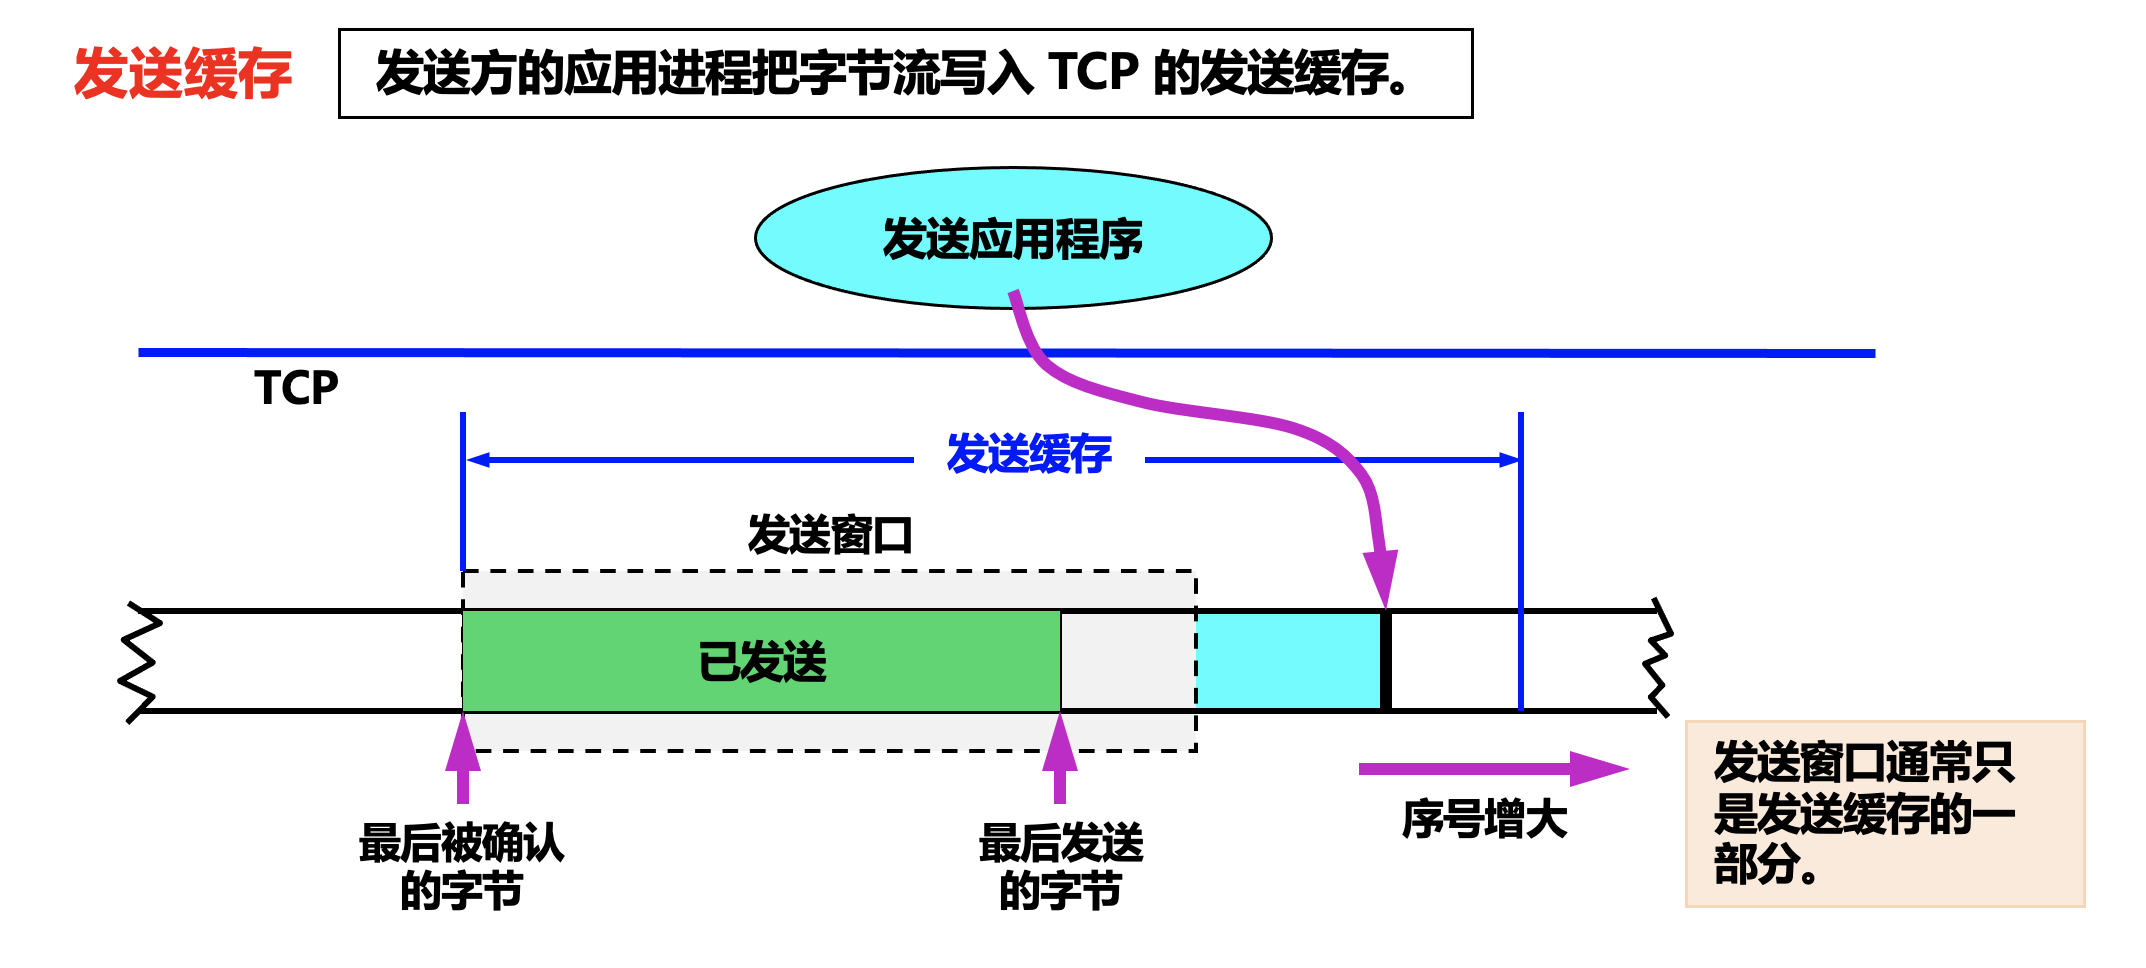 发送缓存
发送方的应用进程把字节流写入 TCP 的发送缓存。
发送应用程序
TCP
发送缓存
发送窗口
已发送
最后被确认
的字节
最后发送
的字节
序号增大
发送窗口通常只
是发送缓存的一
部分。